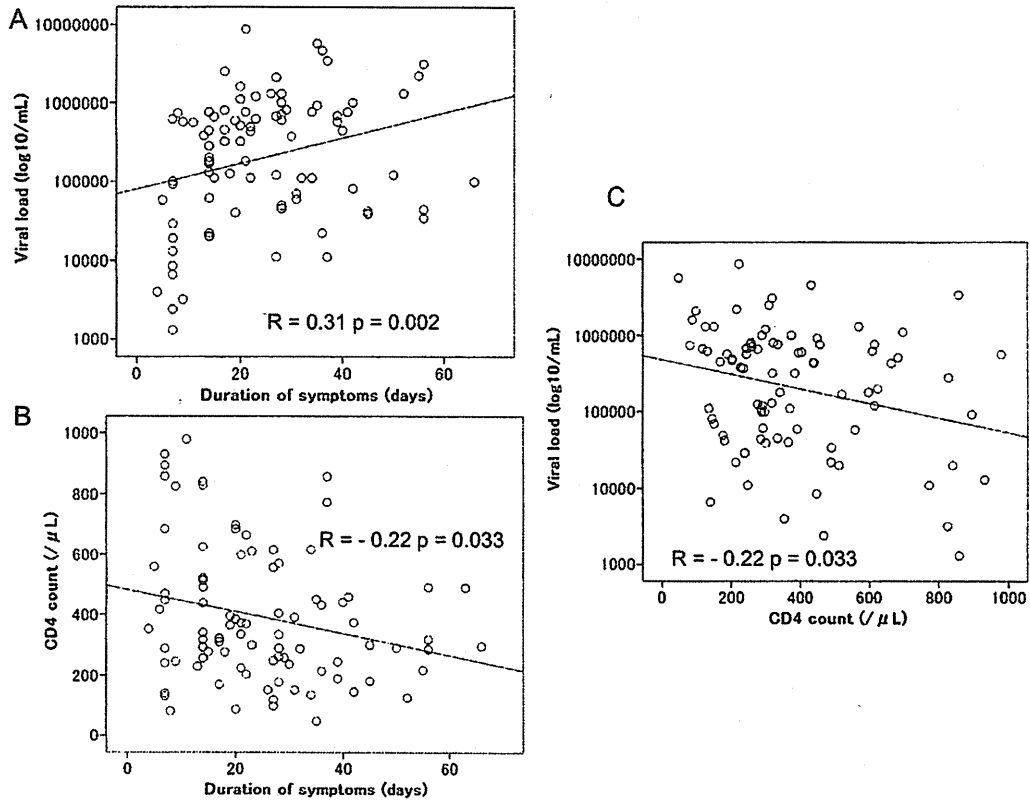 A
10000000
1000000
100000
10000
1000
Viral load (log10/mL)
R = 0.31 p = 0.002
0 20 40 60
Duration of symptoms (days)
B
1000
800
600
400
200
0
CD4 count (/μL)
R = - 0.22 p = 0.033
0 20 40 60
Duration of symptoms (days)
C
10000000
1000000
100000
10000
1000
Viral load (log10/mL)
R = - 0.22 p = 0.033
0 200 400 600 800 1000
CD4 count (/μL)